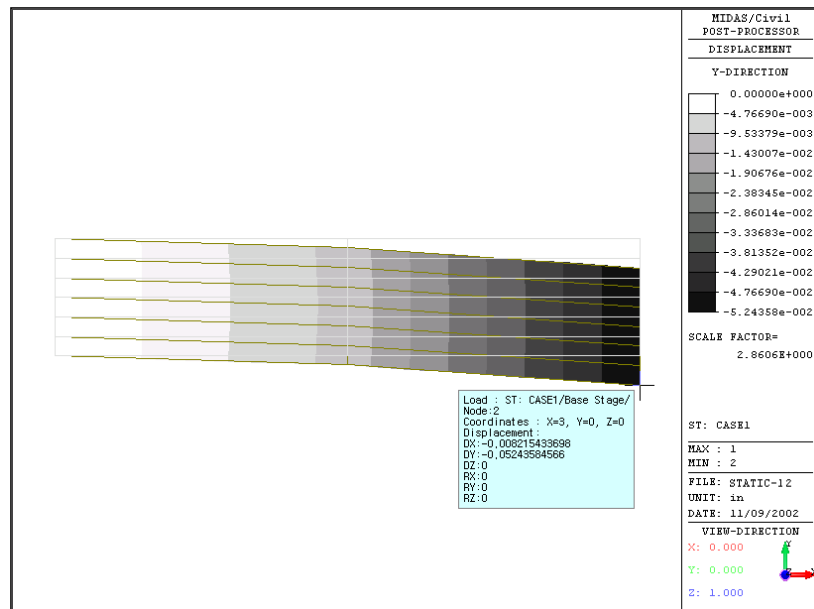 MIDAS/Civil
POST-PROCESSOR
DISPLACEMENT
Y-DIRECTION
0.00000e+000
-4.76690e-003
-9.53379e-003
-1.43007e-002
-1.90676e-002
-2.38345e-002
-2.86014e-002
-3.33683e-002
-3.81352e-002
-4.29021e-002
-4.76690e-002
-5.24358e-002
SCALE FACTOR=
2.8606E+000
Load : ST: CASE1/Base Stage/
Node:2
Coordinates : X=3, Y=0, Z=0
Displacement :
DX:-0,008215433698
DY:-0,05243584566
DZ:0
RX:0
RY:0
RZ:0
ST: CASE1
MAX : 1
MIN : 2
FILE: STATIC-12
UNIT: in
DATE: 11/09/2002
VIEW-DIRECTION
X: 0.000
Y: 0.000
Z: 1.000